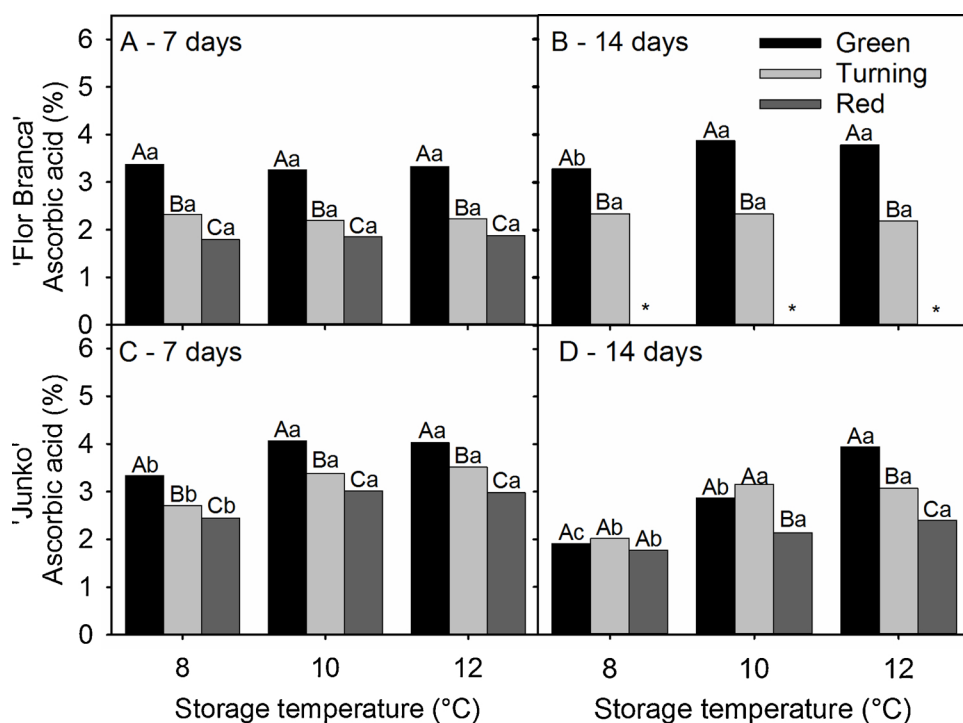 A - 7 days
B - 14 days
Green
Turning
Red
'Flor Branca'
Ascorbic acid (%)
6
5
4
3
2
1
0
Aa Ba Ca
Aa Ba Ca
Aa Ba Ca
Ab Ba *
Aa Ba *
Aa Ba *
C - 7 days
D - 14 days
'Junko'
Ascorbic acid (%)
6
5
4
3
2
1
0
Ab Bb Cb
Aa Ba Ca
Aa Ba Ca
Ac Ab Ab
Ab Aa Ba
Aa Ba Ca
8 10 12
8 10 12
Storage temperature (°C)
Storage temperature (°C)